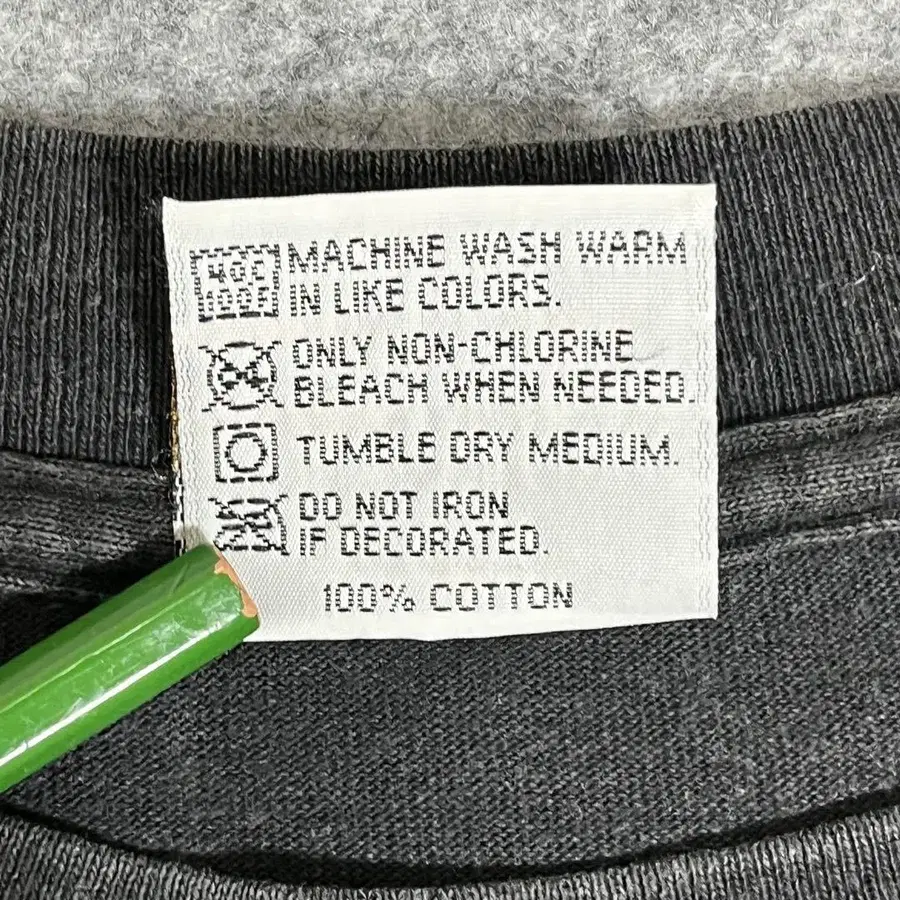 40°
MACHINE WASH WARM
IN LIKE COLORS.
ONLY NON-CHLORINE
BLEACH WHEN NEEDED.
TUMBLE DRY MEDIUM.
DO NOT IRON
IF DECORATED.
100% COTTON